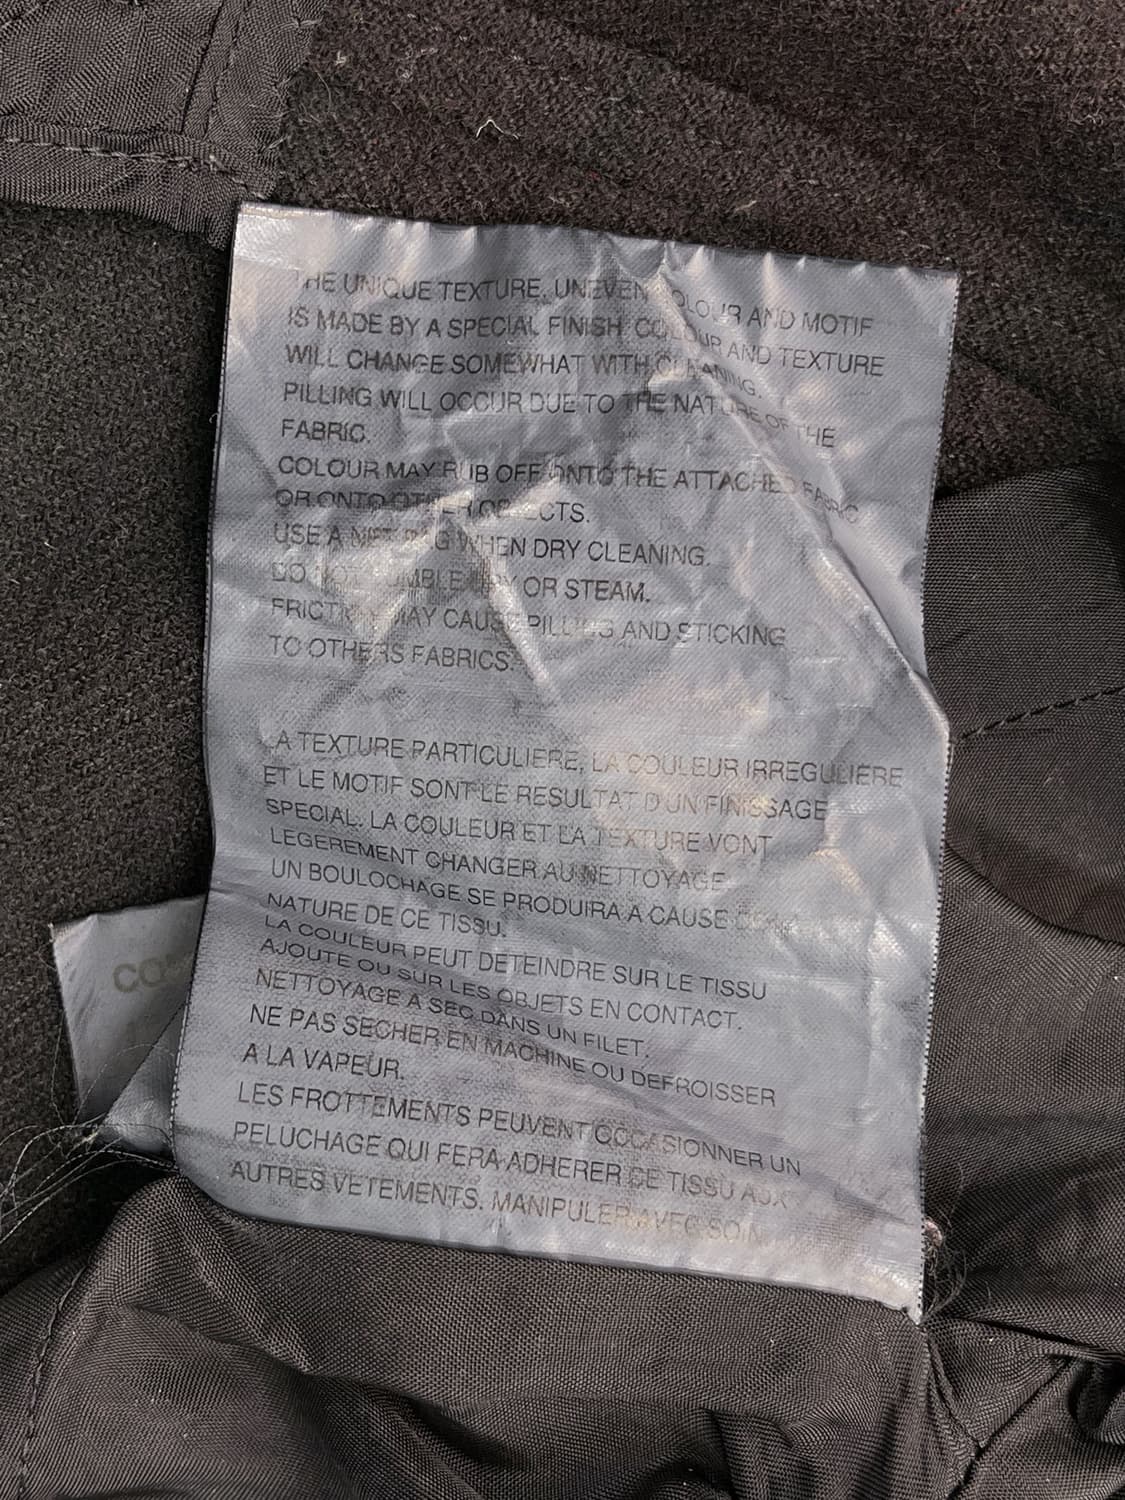 THE UNIQUE TEXTURE, UNEVEN COLOUR AND MOTIF
IS MADE BY A SPECIAL FINISH. COLOUR AND TEXTURE
WILL CHANGE SOMEWHAT WITH CLEANING.
PILLING WILL OCCUR DUE TO THE NATURE OF THE
FABRIC.
COLOUR MAY RUB OFF ONTO THE ATTACHED FABRIC
OR ONTO OTHER OBJECTS.
USE A NET BAG WHEN DRY CLEANING.
DO NOT TUMBLE DRY OR STEAM.
FRICTION MAY CAUSE PILLING AND STICKING
TO OTHERS FABRICS.
LA TEXTURE PARTICULIERE, LA COULEUR IRREGULIERE
ET LE MOTIF SONT LE RESULTAT D'UN FINISSAGE
SPECIAL. LA COULEUR ET LA TEXTURE VONT
LEGEREMENT CHANGER AU NETTOYAGE.
UN BOULOCHAGE SE PRODUIRA A CAUSE DE LA
NATURE DE CE TISSU.
LA COULEUR PEUT DETEINDRE SUR LE TISSU
AJOUTE OU SUR LES OBJETS EN CONTACT.
NETTOYAGE A SEC DANS UN FILET.
NE PAS SECHER EN MACHINE OU DEFROISSER
A LA VAPEUR.
LES FROTTEMENTS PEUVENT OCCASIONNER UN
PELUCHAGE QUI FERA ADHERER CE TISSU AUX
AUTRES VETEMENTS. MANIPULER AVEC SOIN.